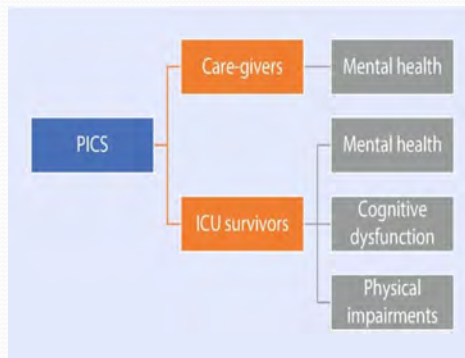 Care-givers
Mental health
PICS
Mental health
ICU survivors
Cognitive
dysfunction
Physical
impairments